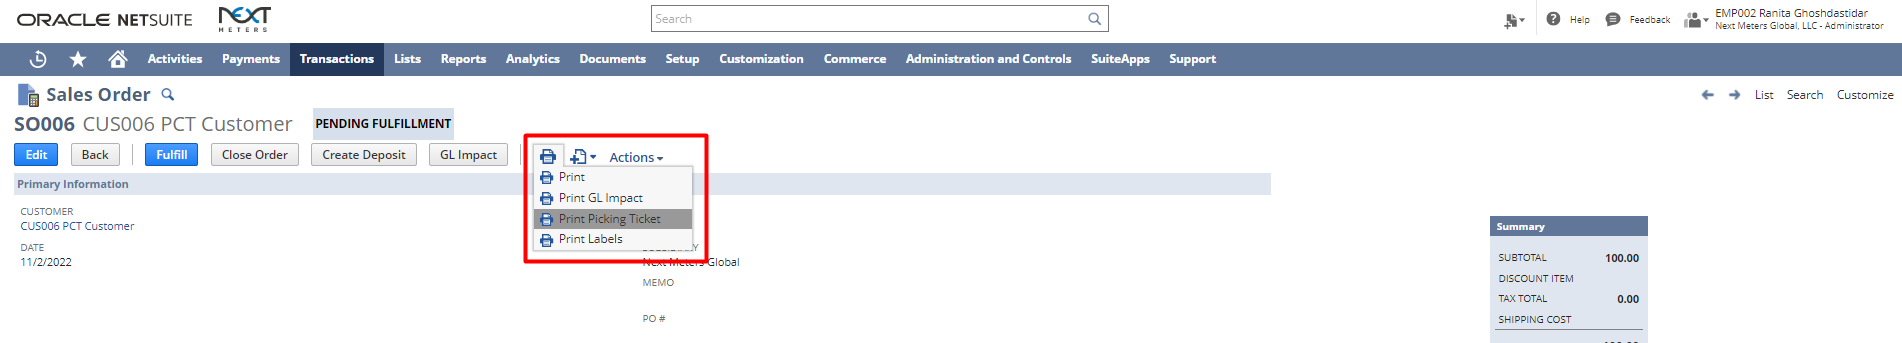 ORACLE NETSUITE
NEXT
METERS
Search
Help
Feedback
EMP002 Ranita Ghoshdastidar
Next Meters Global, LLC - Administrator
Activities Payments Transactions Lists Reports Analytics Documents Setup Customization Commerce Administration and Controls SuiteApps Support
Sales Order
List Search Customize
SO006 CUS006 PCT Customer PENDING FULFILLMENT
Edit Back Fulfill Close Order Create Deposit GL Impact Actions
Print
Print GL Impact
Print Picking Ticket
Print Labels
Primary Information
CUSTOMER
CUS006 PCT Customer
DATE
11/2/2022
Next Meters Global
MEMO
PO #
Summary
SUBTOTAL 100.00
DISCOUNT ITEM
TAX TOTAL 0.00
SHIPPING COST